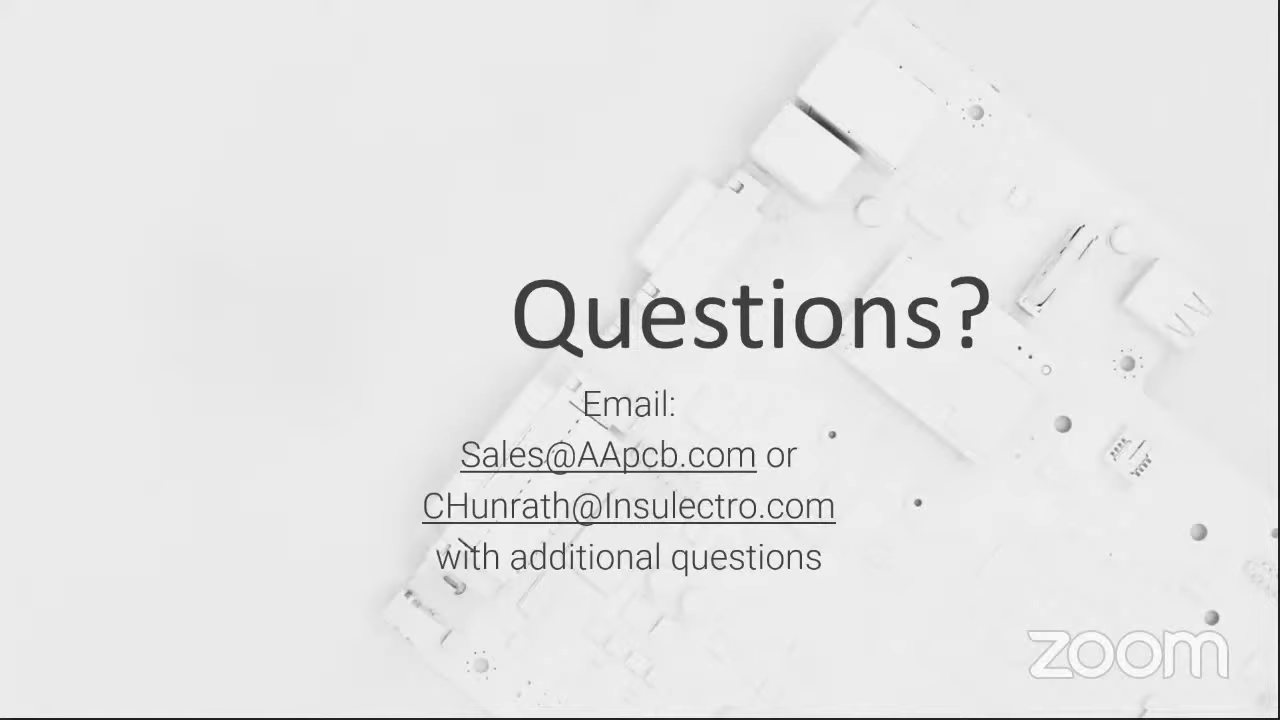 Questions?
Email:
Sales@AApcb.com or
CHunrath@Insulectro.com
with additional questions
zoom